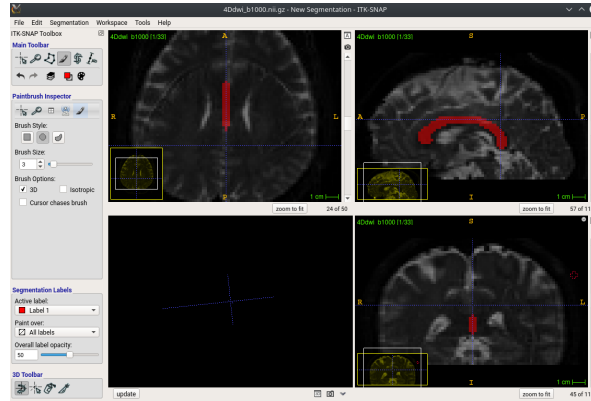 4Ddwi_b1000.nii.gz - New Segmentation - ITK-SNAP
File Edit Segmentation Workspace Tools Help
ITK-SNAP Toolbox
Main Toolbar
Paintbrush Inspector
Brush Style:
Brush Size:
3
Brush Options:
3D Isotropic
Cursor chases brush
Segmentation Labels
Active label:
Label 1
Paint over:
All labels
Overall label opacity:
50
3D Toolbar
4Ddwi_b1000 [1/33]
A
R
L
P
1 cm
zoom to fit 24 of 50
4Ddwi_b1000 [1/33]
S
A
P
I
1 cm
zoom to fit 57 of 11
update
4Ddwi_b1000 [1/33]
S
R
L
I
1 cm
zoom to fit 45 of 11